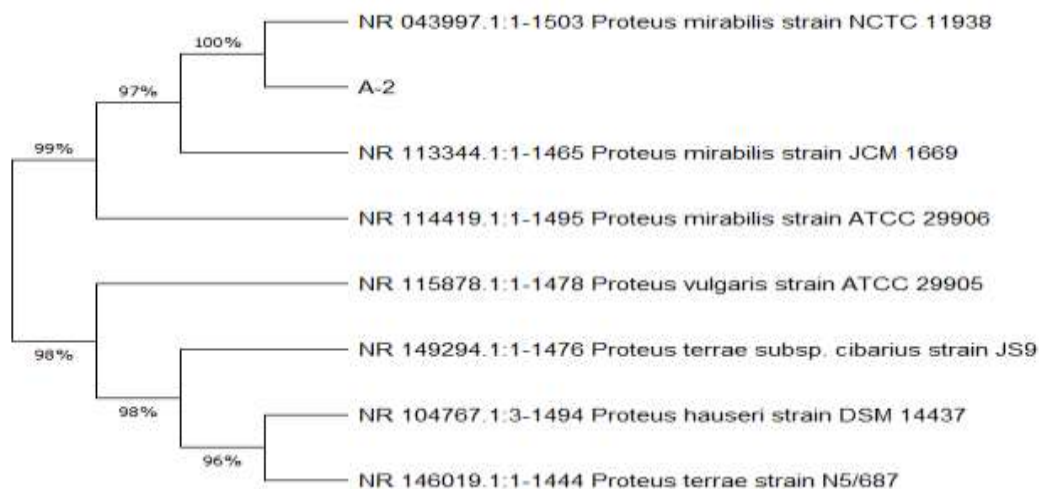 NR 043997.1:1-1503 Proteus mirabilis strain NCTC 11938
100%
A-2
97%
NR 113344.1:1-1465 Proteus mirabilis strain JCM 1669
99%
NR 114419.1:1-1495 Proteus mirabilis strain ATCC 29906
NR 115878.1:1-1478 Proteus vulgaris strain ATCC 29905
98%
NR 149294.1:1-1476 Proteus terrae subsp. cibarius strain JS9
98%
NR 104767.1:3-1494 Proteus hauseri strain DSM 14437
96%
NR 146019.1:1-1444 Proteus terrae strain N5/687